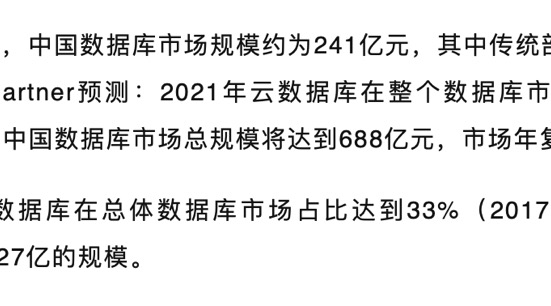 ，中国数据库市场规模约为241亿元，其中传统部
artner预测：2021年云数据库在整个数据库市
中国数据库市场总规模将达到688亿元，市场年复
数据库在总体数据库市场占比达到33%（2017
27亿的规模。